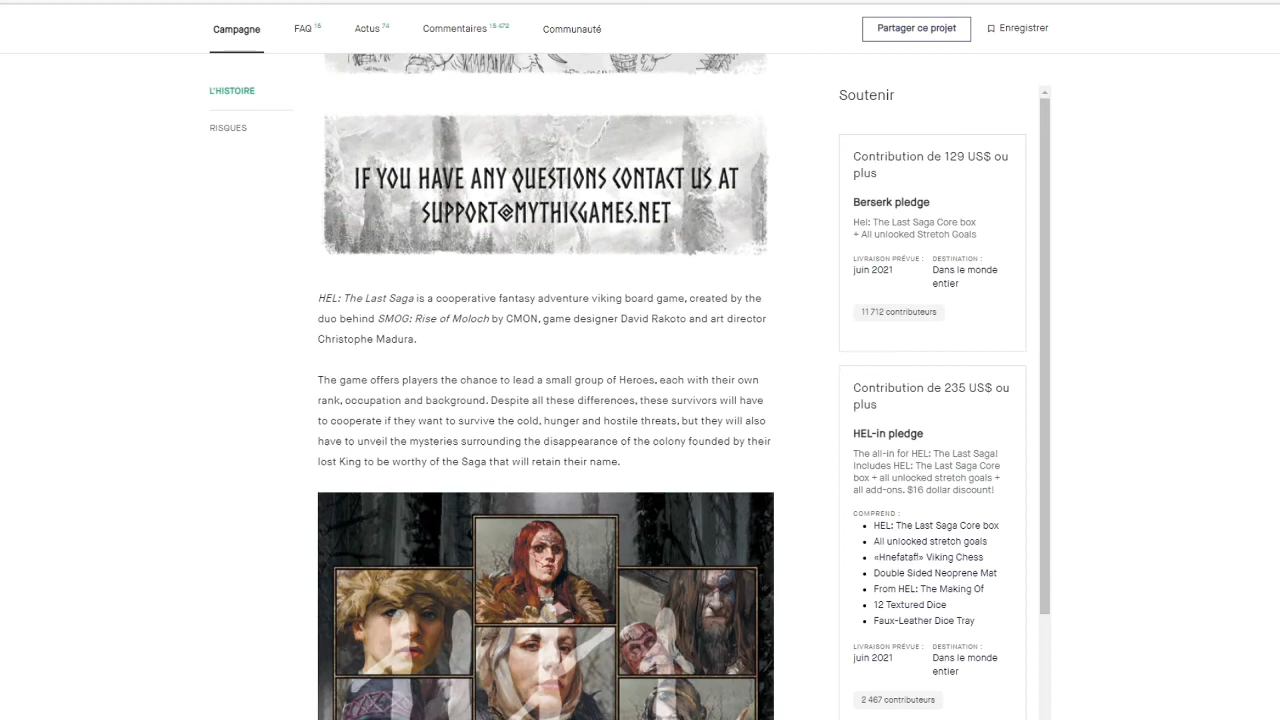 Campagne
FAQ 16
Actus 74
Commentaires 15 472
Communauté
Partager ce projet
Enregistrer
L'HISTOIRE
RISQUES
IF YOU HAVE ANY QUESTIONS CONTACT US AT
SUPPORT@MYTHICGAMES.NET
HEL: The Last Saga is a cooperative fantasy adventure viking board game, created by the
duo behind SMOG: Rise of Moloch by CMON, game designer David Rakoto and art director
Christophe Madura.
The game offers players the chance to lead a small group of Heroes, each with their own
rank, occupation and background. Despite all these differences, these survivors will have
to cooperate if they want to survive the cold, hunger and hostile threats, but they will also
have to unveil the mysteries surrounding the disappearance of the colony founded by their
lost King to be worthy of the Saga that will retain their name.
Soutenir
Contribution de 129 US$ ou
plus
Berserk pledge
Hel: The Last Saga Core box
+ All unlocked Stretch Goals
LIVRAISON PRÉVUE :
juin 2021
DESTINATION :
Dans le monde
entier
11 712 contributeurs
Contribution de 235 US$ ou
plus
HEL-in pledge
The all-in for HEL: The Last Saga!
Includes HEL: The Last Saga Core
box + all unlocked stretch goals +
all add-ons. $16 dollar discount!
COMPREND :
HEL: The Last Saga Core box
All unlocked stretch goals
«Hnefatafl» Viking Chess
Double Sided Neoprene Mat
From HEL: The Making Of
12 Textured Dice
Faux-Leather Dice Tray
LIVRAISON PRÉVUE :
juin 2021
DESTINATION :
Dans le monde
entier
2 467 contributeurs